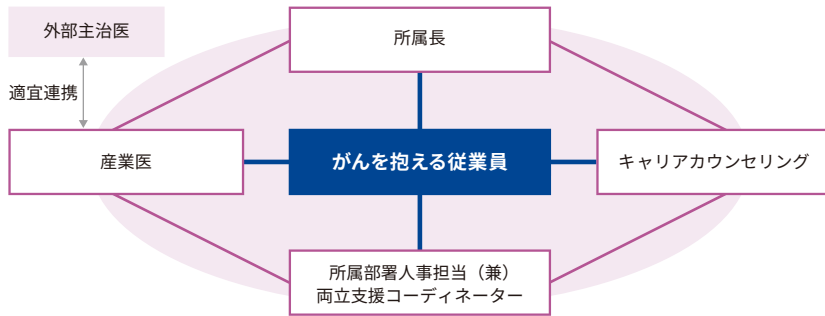 外部主治医
所属長
適宜連携
産業医
がんを抱える従業員
キャリアカウンセリング
所属部署人事担当（兼）
両立支援コーディネーター